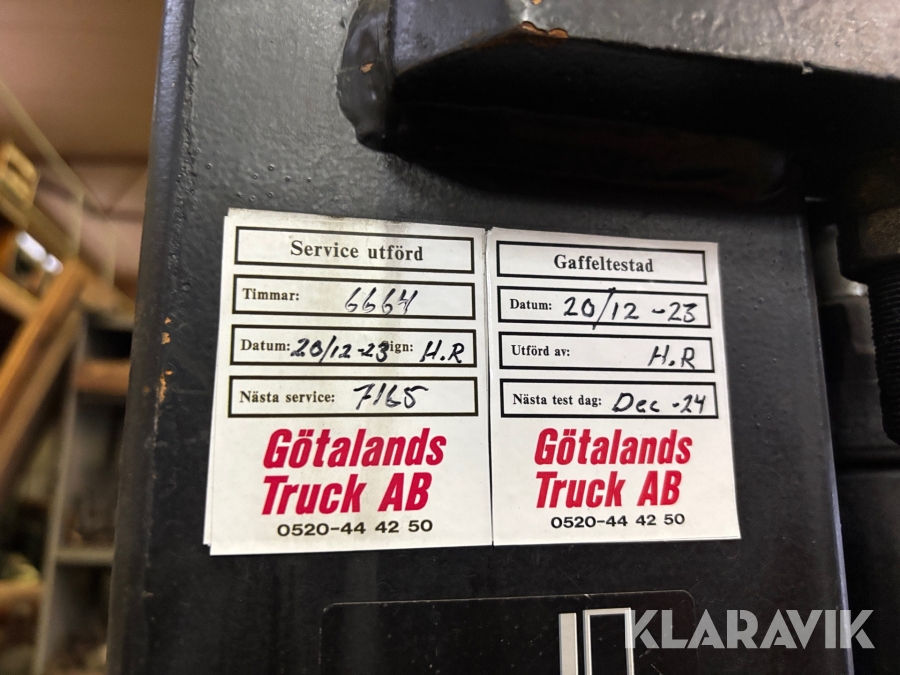 Service utförd
Timmar: 6664
Datum: 20/12-23 Sign: H.R
Nästa service: 7165
Götalands
Truck AB
0520-44 42 50
Gaffeltestad
Datum: 20/12-23
Utförd av: H.R
Nästa test dag: Dec-24
Götalands
Truck AB
0520-44 42 50
KLARAVIK